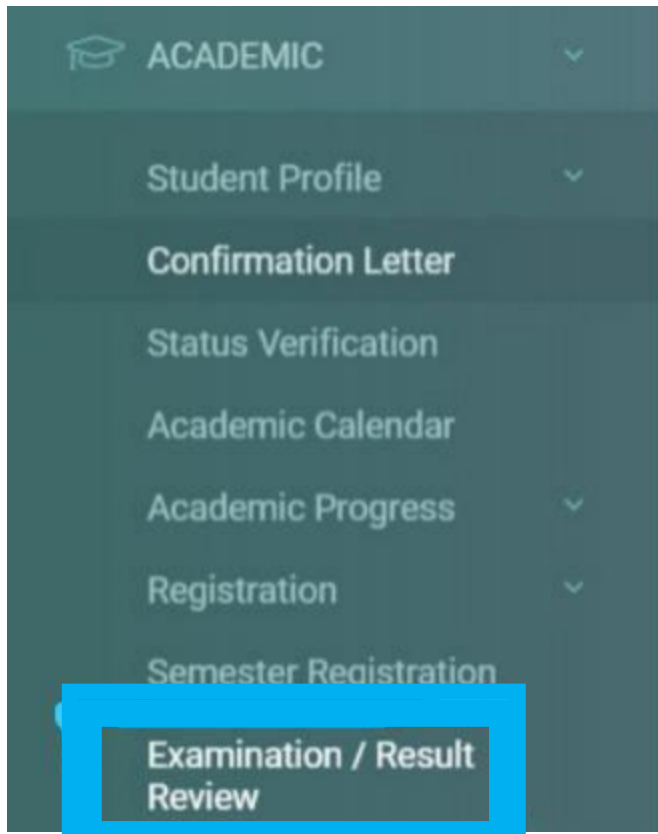 ACADEMIC
Student Profile
Confirmation Letter
Status Verification
Academic Calendar
Academic Progress
Registration
Semester Registration
Examination / Result
Review